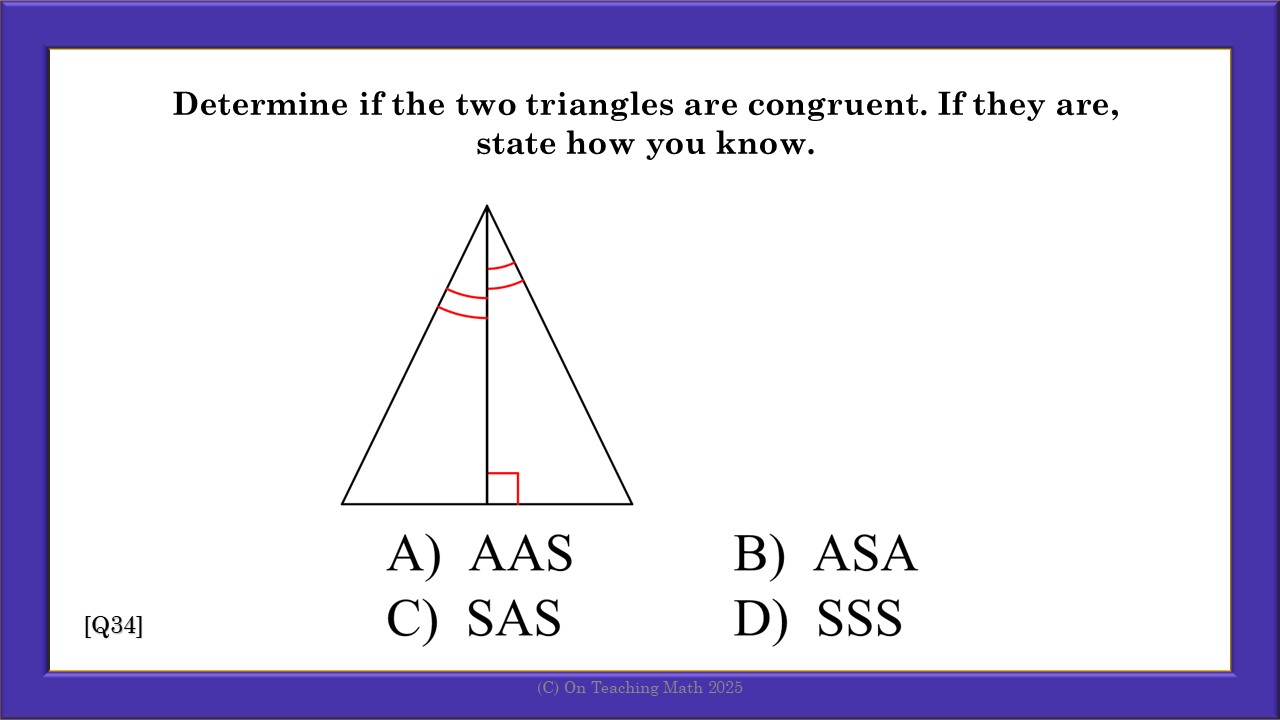 Determine if the two triangles are congruent. If they are,
state how you know.
A) AAS B) ASA
C) SAS D) SSS
[Q34]
(C) On Teaching Math 2025